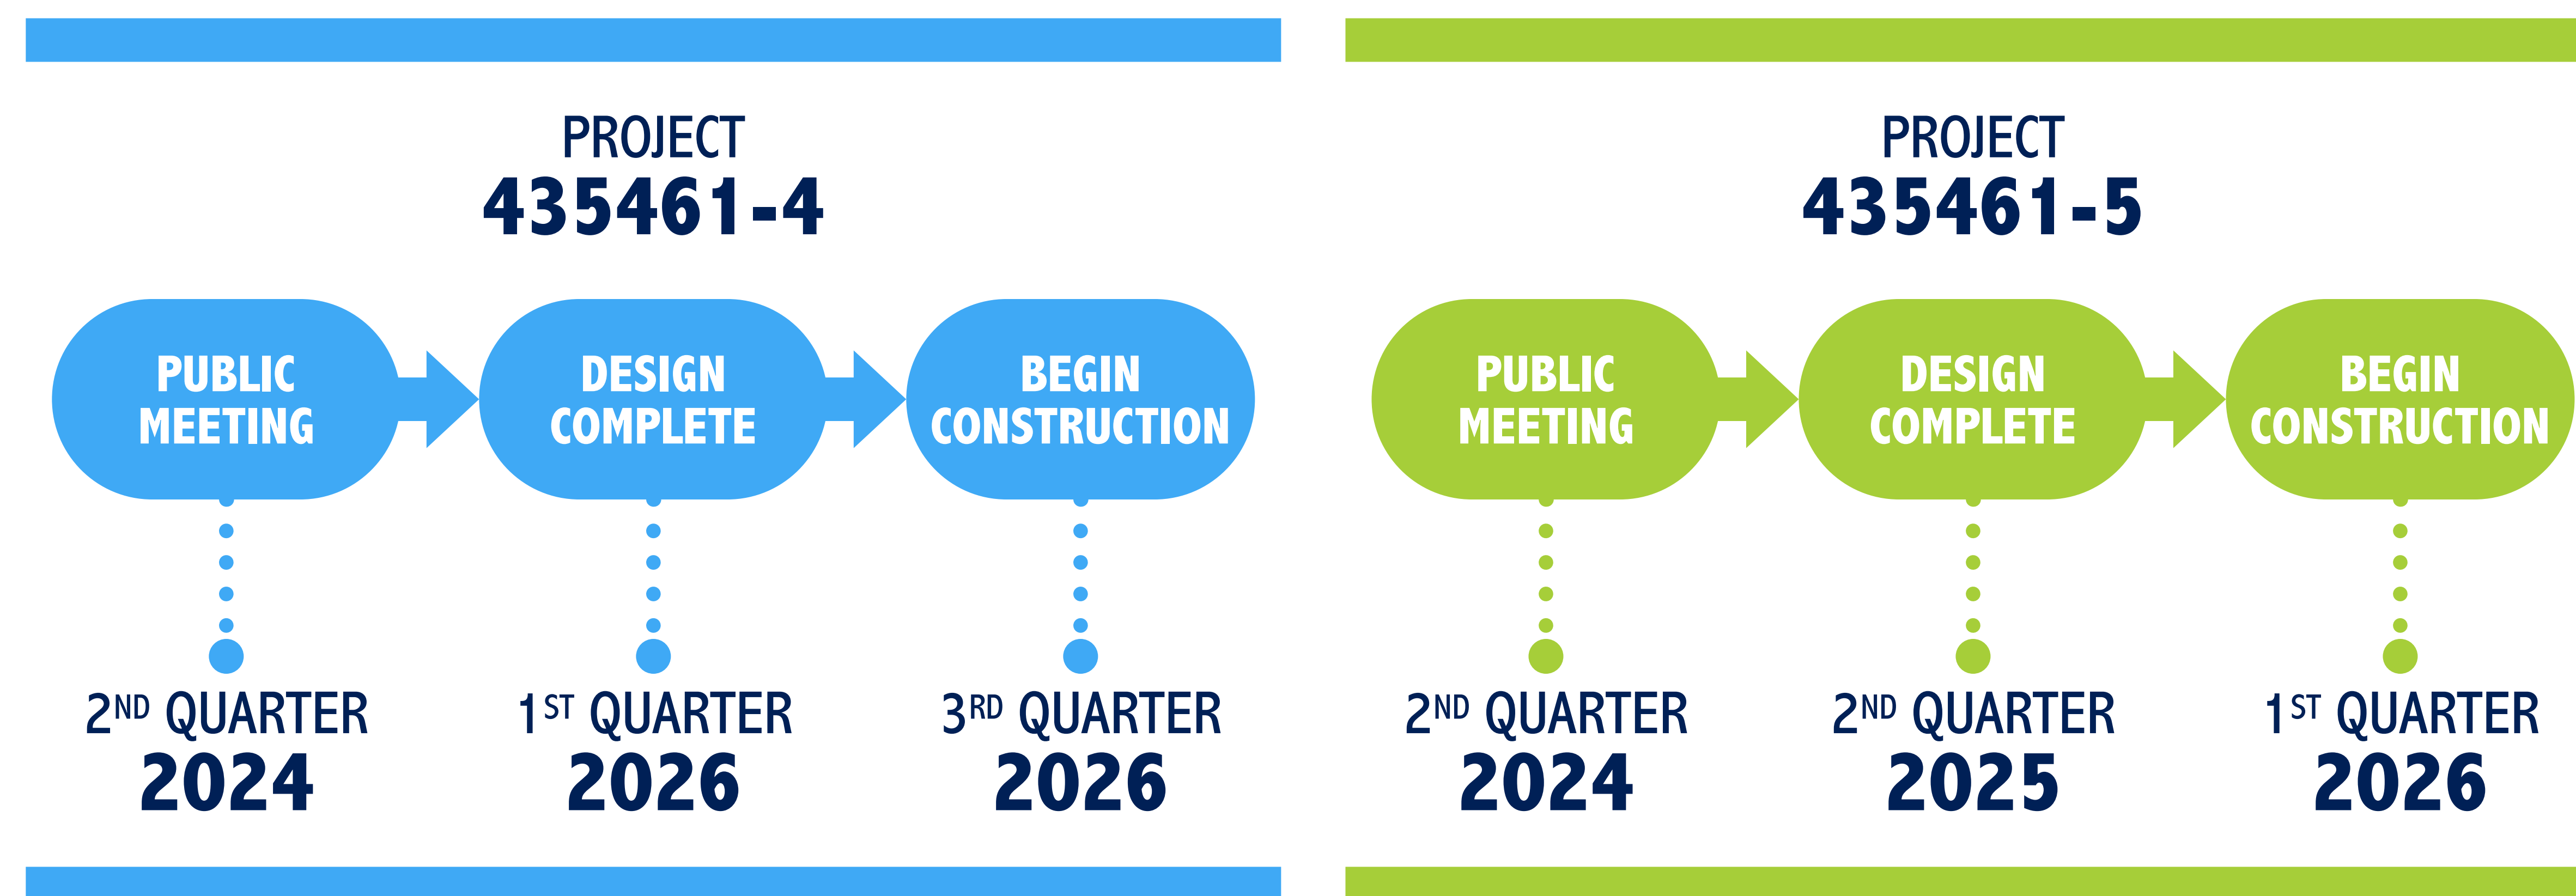 PROJECT
435461-4
PUBLIC
MEETING
DESIGN
COMPLETE
BEGIN
CONSTRUCTION
2ND QUARTER
2024
1ST QUARTER
2026
3RD QUARTER
2026
PROJECT
435461-5
PUBLIC
MEETING
DESIGN
COMPLETE
BEGIN
CONSTRUCTION
2ND QUARTER
2024
2ND QUARTER
2025
1ST QUARTER
2026